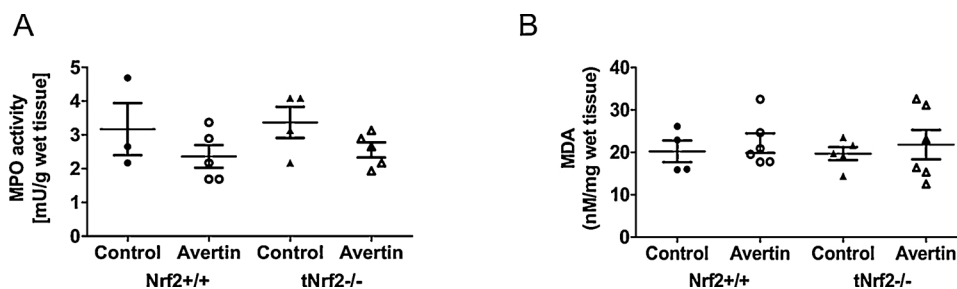 A
MPO activity
[mU/g wet tissue]
5
4
3
2
1
0
Control Avertin Control Avertin
Nrf2+/+ tNrf2-/-
B
MDA
(nM/mg wet tissue)
40
30
20
10
0
Control Avertin Control Avertin
Nrf2+/+ tNrf2-/-